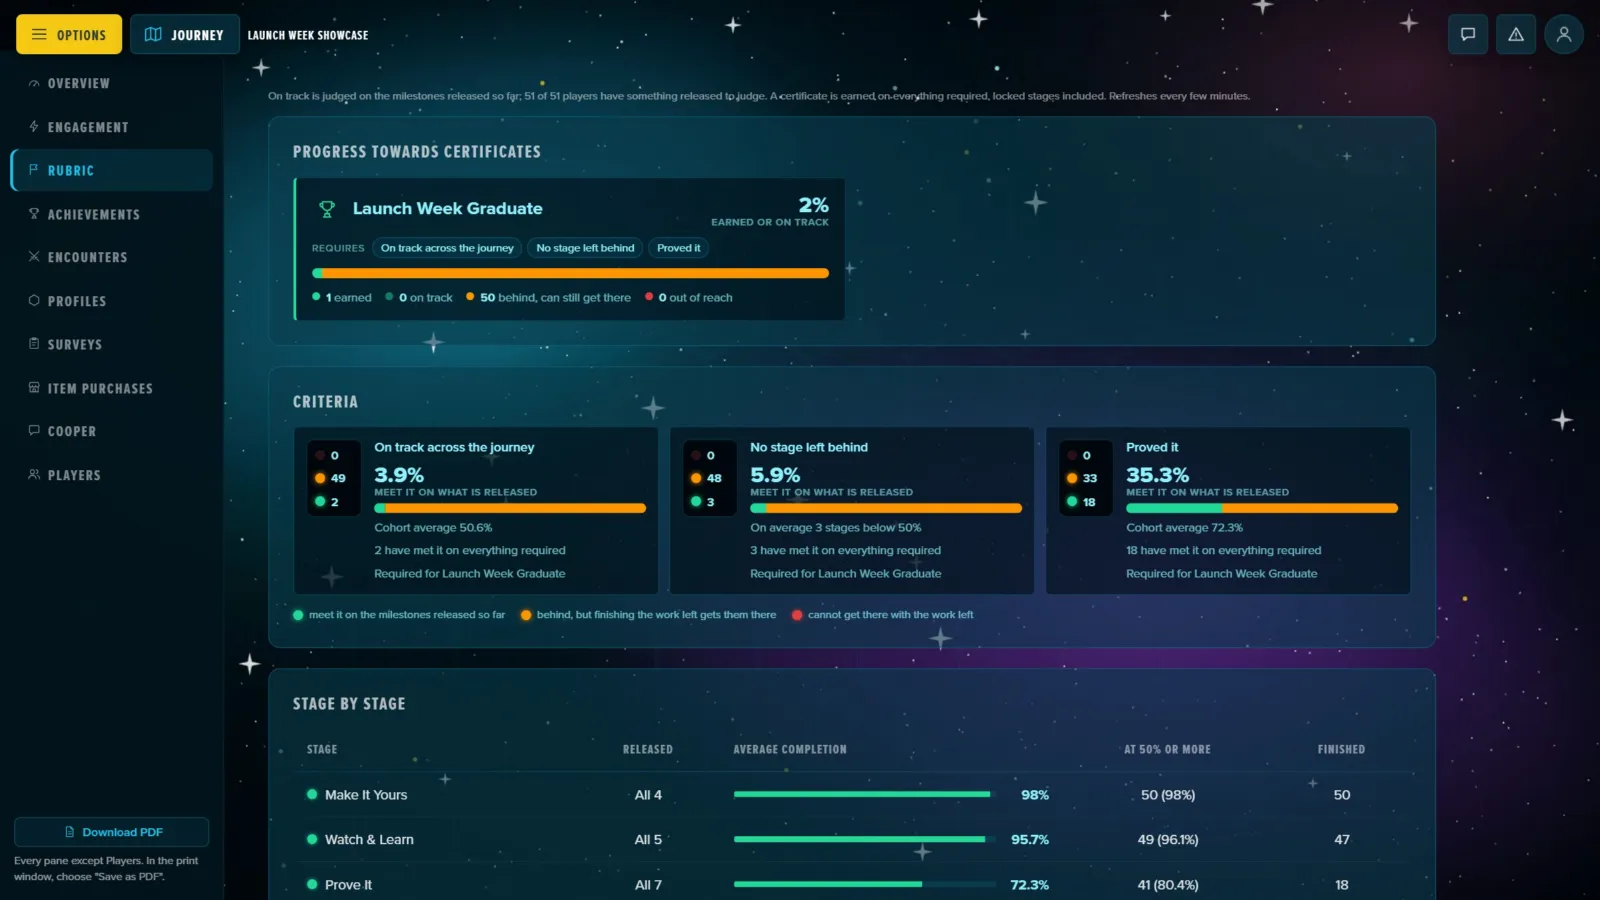 OPTIONS
JOURNEY
LAUNCH WEEK SHOWCASE
OVERVIEW
ENGAGEMENT
RUBRIC
ACHIEVEMENTS
ENCOUNTERS
PROFILES
SURVEYS
ITEM PURCHASES
COOPER
PLAYERS
Download PDF
Every pane except Players. In the print
window, choose "Save as PDF".
On track is judged on the milestones released so far; 51 of 51 players have something released to judge. A certificate is earned on everything required, locked stages included. Refreshes every few minutes.
PROGRESS TOWARDS CERTIFICATES
Launch Week Graduate
2%
EARNED OR ON TRACK
REQUIRES On track across the journey No stage left behind Proved it
1 earned 0 on track 50 behind, can still get there 0 out of reach
CRITERIA
0
49
2
On track across the journey
3.9%
MEET IT ON WHAT IS RELEASED
Cohort average 50.6%
2 have met it on everything required
Required for Launch Week Graduate
0
48
3
No stage left behind
5.9%
MEET IT ON WHAT IS RELEASED
On average 3 stages below 50%
3 have met it on everything required
Required for Launch Week Graduate
0
33
18
Proved it
35.3%
MEET IT ON WHAT IS RELEASED
Cohort average 72.3%
18 have met it on everything required
Required for Launch Week Graduate
meet it on the milestones released so far behind, but finishing the work left gets them there cannot get there with the work left
STAGE BY STAGE
STAGE RELEASED AVERAGE COMPLETION AT 50% OR MORE FINISHED
Make It Yours All 4 98% 50 (98%) 50
Watch & Learn All 5 95.7% 49 (96.1%) 47
Prove It All 7 72.3% 41 (80.4%) 18